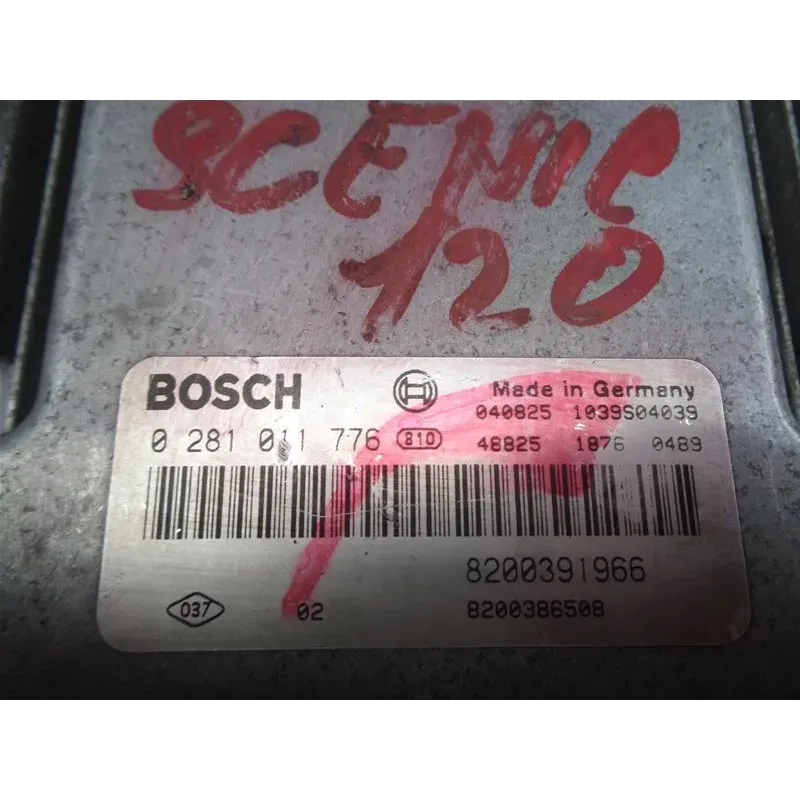 SCENIC
120
BOSCH Made in Germany
040825 1039S04039
0 281 011 776 810 48825 1876 0489
8200391966
037 02 8200386508